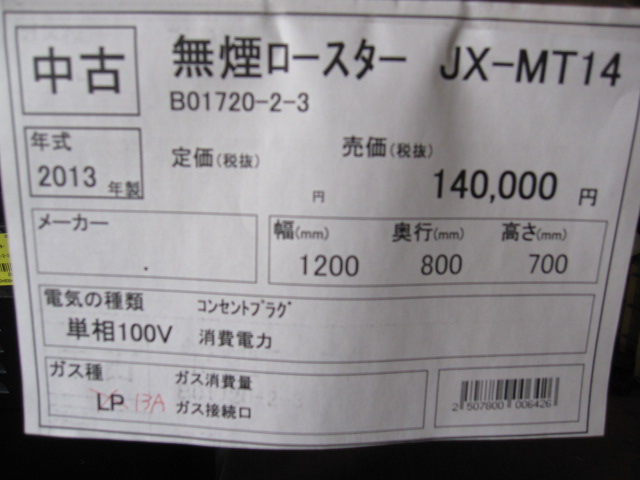 中古
無煙ロースター JX-MT14
B01720-2-3
年式
2013 年製
定価(税抜)
円
売価(税抜)
140,000 円
メーカー
.
幅(mm) 奥行(mm) 高さ(mm)
1200 800 700
電気の種類 コンセントプラグ
単相100V 消費電力
ガス種 ガス消費量
LP 13A ガス接続口
2 507800 006426